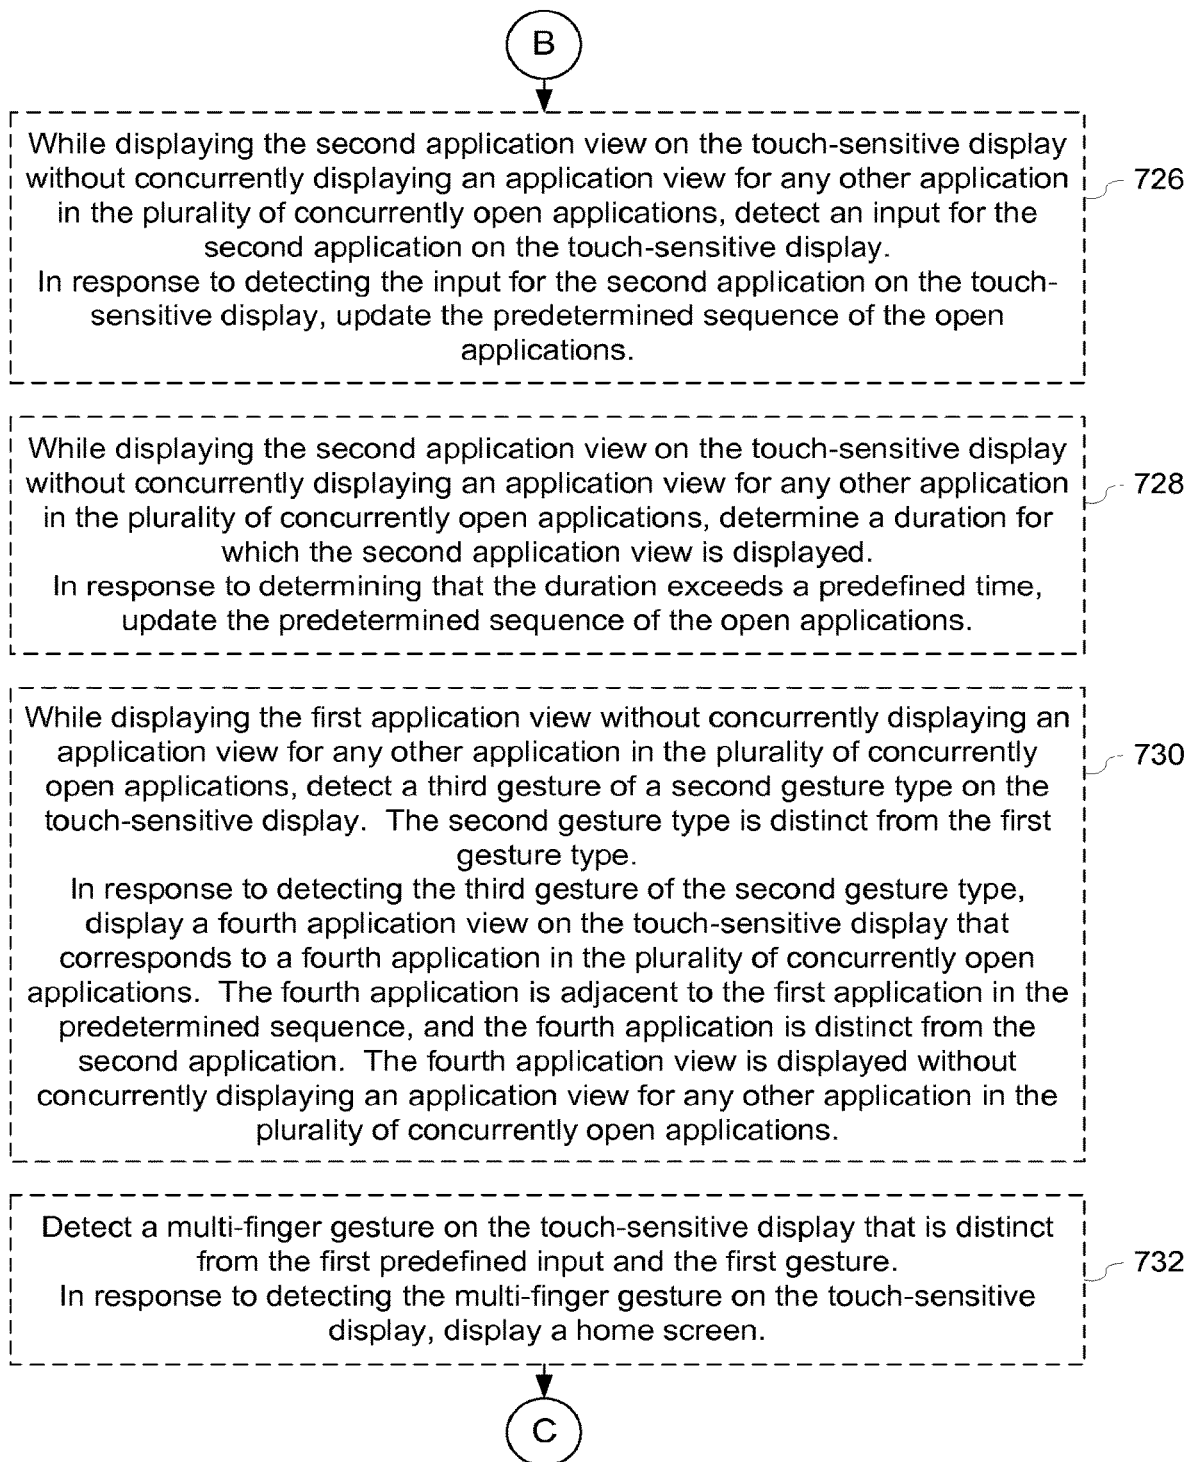 B
While displaying the second application view on the touch-sensitive display
without concurrently displaying an application view for any other application
in the plurality of concurrently open applications, detect an input for the
second application on the touch-sensitive display.
In response to detecting the input for the second application on the touch-
sensitive display, update the predetermined sequence of the open
applications.
726
While displaying the second application view on the touch-sensitive display
without concurrently displaying an application view for any other application
in the plurality of concurrently open applications, determine a duration for
which the second application view is displayed.
In response to determining that the duration exceeds a predefined time,
update the predetermined sequence of the open applications.
728
While displaying the first application view without concurrently displaying an
application view for any other application in the plurality of concurrently
open applications, detect a third gesture of a second gesture type on the
touch-sensitive display.  The second gesture type is distinct from the first
gesture type.
In response to detecting the third gesture of the second gesture type,
display a fourth application view on the touch-sensitive display that
corresponds to a fourth application in the plurality of concurrently open
applications.  The fourth application is adjacent to the first application in the
predetermined sequence, and the fourth application is distinct from the
second application.  The fourth application view is displayed without
concurrently displaying an application view for any other application in the
plurality of concurrently open applications.
730
Detect a multi-finger gesture on the touch-sensitive display that is distinct
from the first predefined input and the first gesture.
In response to detecting the multi-finger gesture on the touch-sensitive
display, display a home screen.
732
C